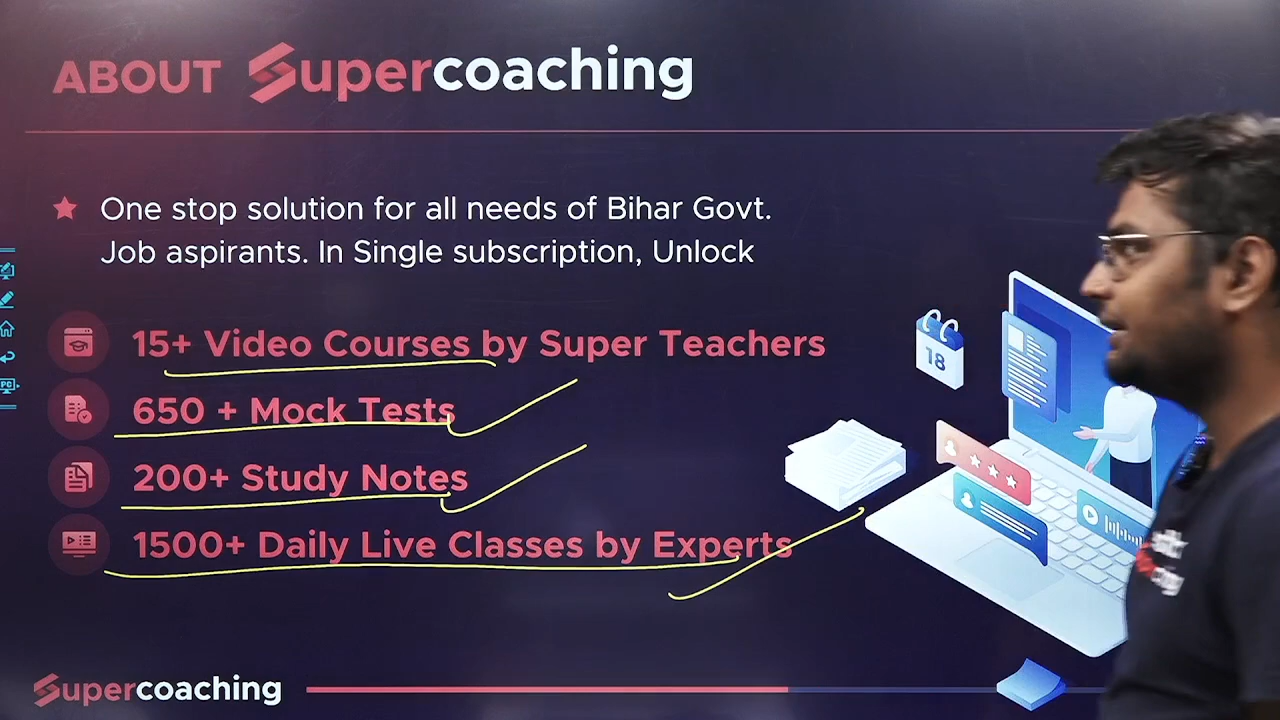 ABOUT Supercoaching
One stop solution for all needs of Bihar Govt.
Job aspirants. In Single subscription, Unlock
15+ Video Courses by Super Teachers
650 + Mock Tests
200+ Study Notes
1500+ Daily Live Classes by Experts
18
PC
Supercoaching